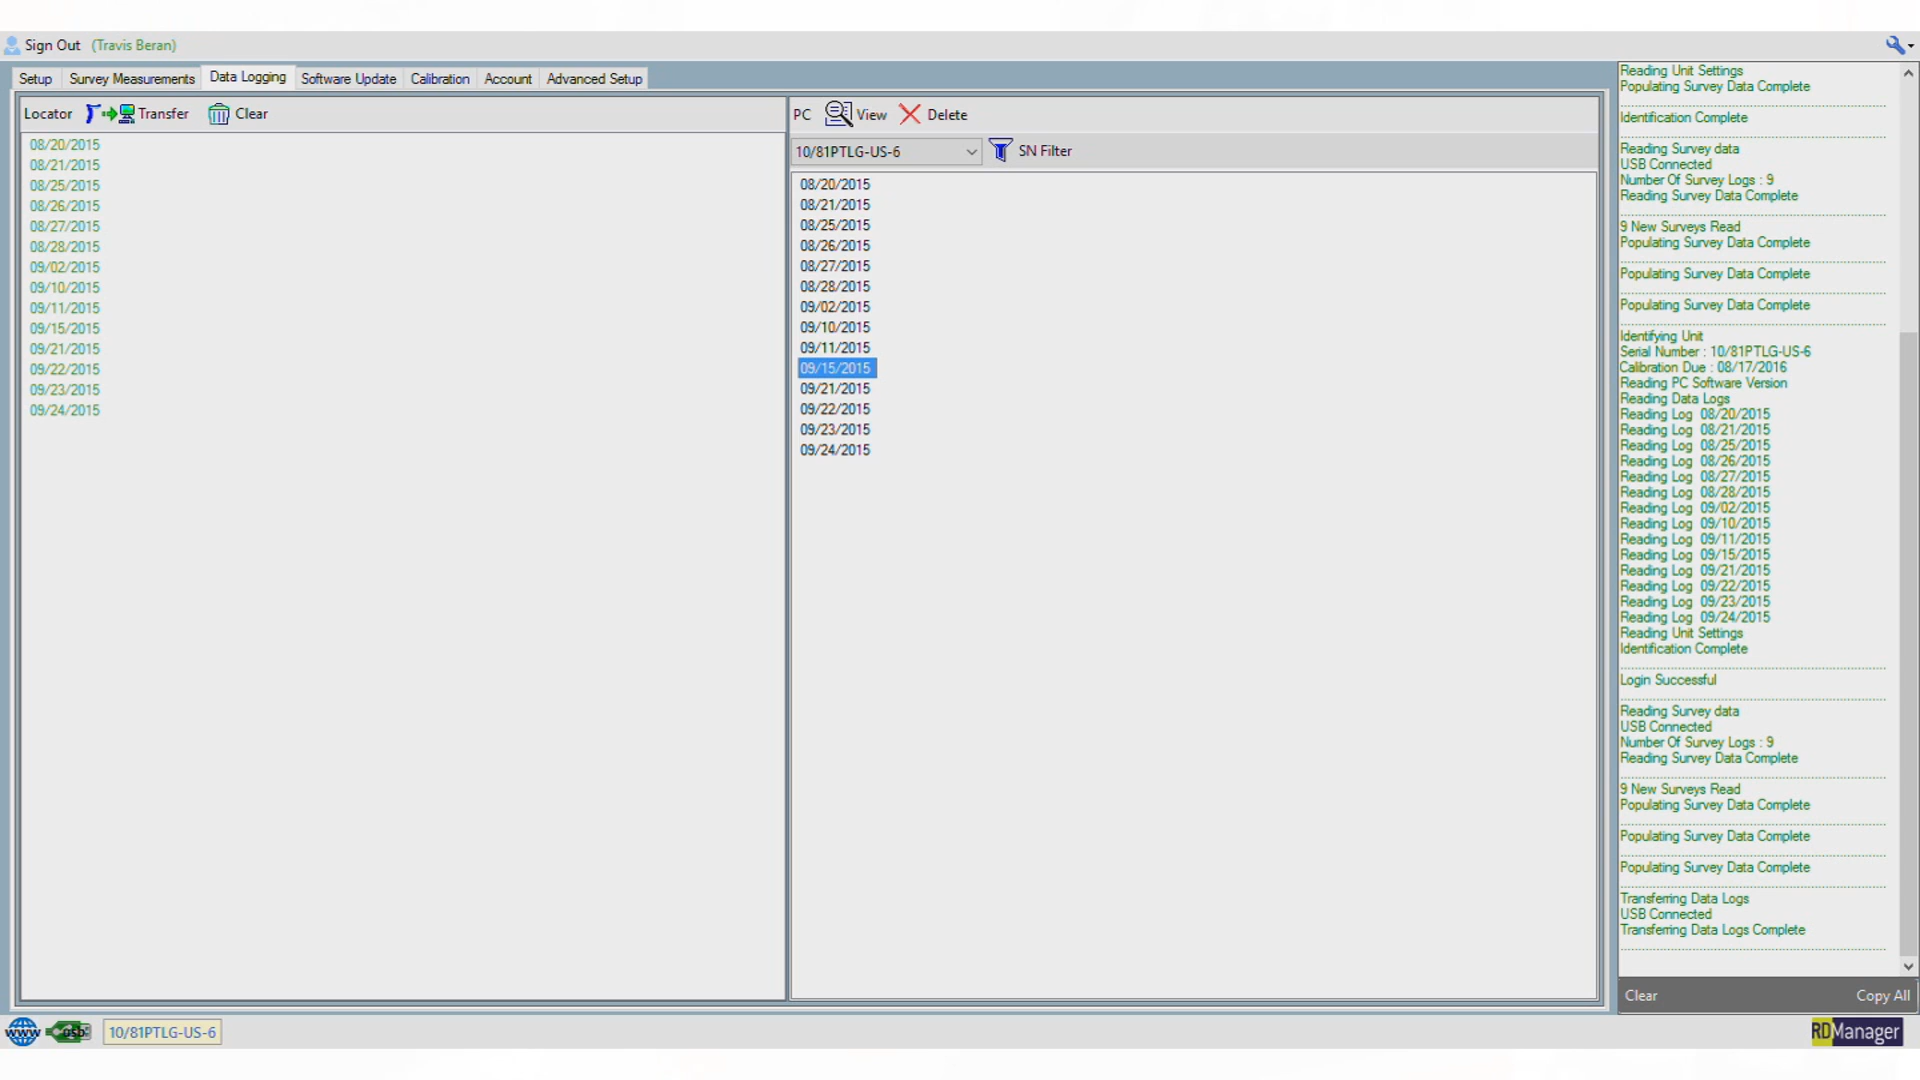 Sign Out (Travis Beran)
Setup Survey Measurements Data Logging Software Update Calibration Account Advanced Setup
Locator Transfer Clear
08/20/2015
08/21/2015
08/25/2015
08/26/2015
08/27/2015
08/28/2015
09/02/2015
09/10/2015
09/11/2015
09/15/2015
09/21/2015
09/22/2015
09/23/2015
09/24/2015
PC View Delete
10/81PTLG-US-6 SN Filter
08/20/2015
08/21/2015
08/25/2015
08/26/2015
08/27/2015
08/28/2015
09/02/2015
09/10/2015
09/11/2015
09/15/2015
09/21/2015
09/22/2015
09/23/2015
09/24/2015
Reading Unit Settings
Populating Survey Data Complete
Identification Complete
Reading Survey data
USB Connected
Number Of Survey Logs : 9
Reading Survey Data Complete
9 New Surveys Read
Populating Survey Data Complete
Populating Survey Data Complete
Populating Survey Data Complete
Identifying Unit
Serial Number : 10/81PTLG-US-6
Calibration Due : 08/17/2016
Reading PC Software Version
Reading Data Logs
Reading Log 08/20/2015
Reading Log 08/21/2015
Reading Log 08/25/2015
Reading Log 08/26/2015
Reading Log 08/27/2015
Reading Log 08/28/2015
Reading Log 09/02/2015
Reading Log 09/10/2015
Reading Log 09/11/2015
Reading Log 09/15/2015
Reading Log 09/21/2015
Reading Log 09/22/2015
Reading Log 09/23/2015
Reading Log 09/24/2015
Reading Unit Settings
Identification Complete
Login Successful
Reading Survey data
USB Connected
Number Of Survey Logs : 9
Reading Survey Data Complete
9 New Surveys Read
Populating Survey Data Complete
Populating Survey Data Complete
Populating Survey Data Complete
Transferring Data Logs
USB Connected
Transferring Data Logs Complete
Clear Copy All
www usb 10/81PTLG-US-6
RDManager